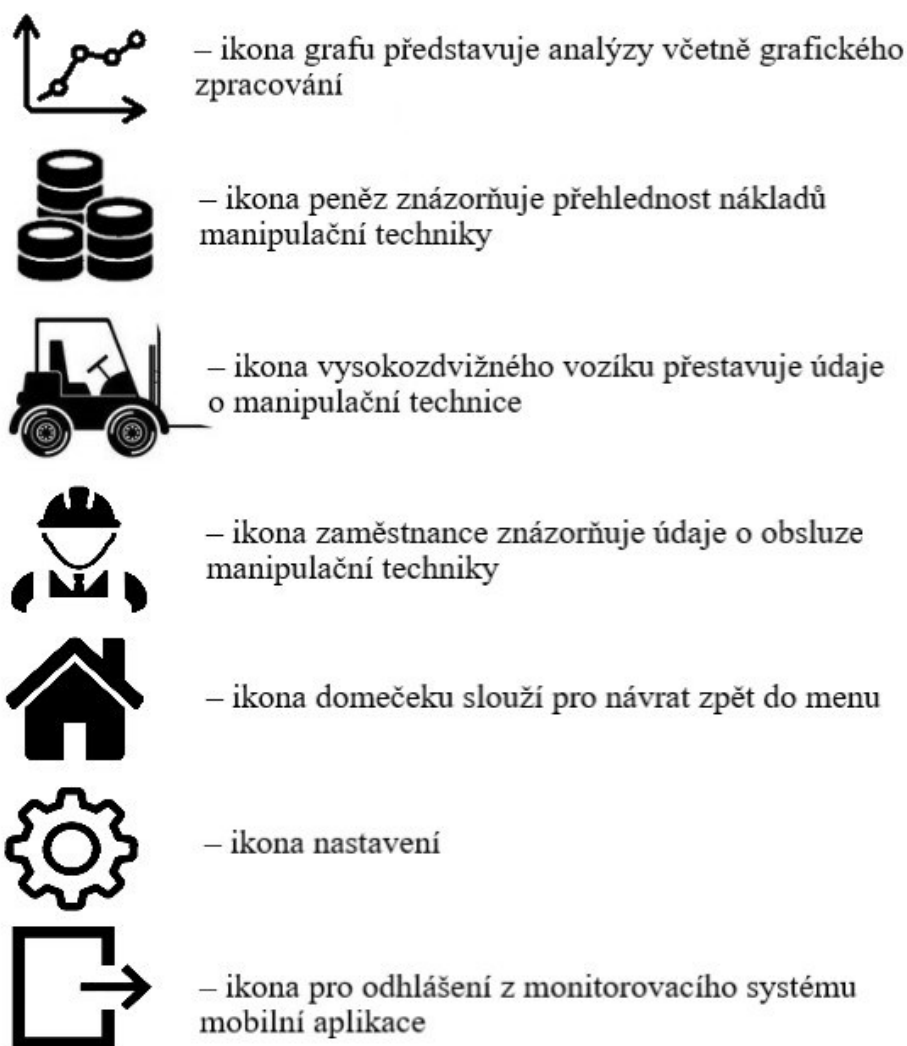 – ikona grafu představuje analýzy včetně grafického
zpracování
– ikona peněz znázorňuje přehlednost nákladů
manipulační techniky
– ikona vysokozdvižného vozíku přestavuje údaje
o manipulační technice
– ikona zaměstnance znázorňuje údaje o obsluze
manipulační techniky
– ikona domečeku slouží pro návrat zpět do menu
– ikona nastavení
– ikona pro odhlášení z monitorovacího systému
mobilní aplikace